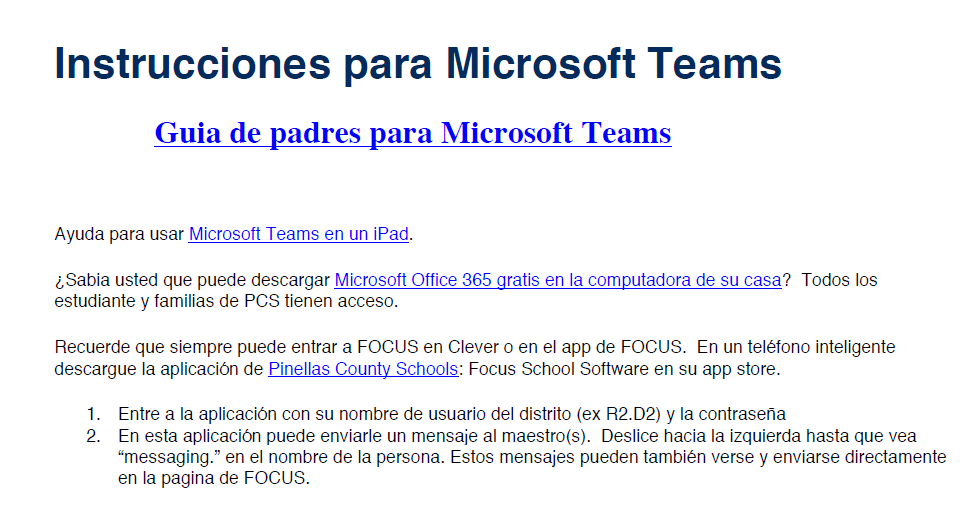 Instrucciones para Microsoft Teams
Guia de padres para Microsoft Teams
Ayuda para usar Microsoft Teams en un iPad.
¿Sabia usted que puede descargar Microsoft Office 365 gratis en la computadora de su casa?  Todos los
estudiante y familias de PCS tienen acceso.
Recuerde que siempre puede entrar a FOCUS en Clever o en el app de FOCUS.  En un teléfono inteligente
descargue la aplicación de Pinellas County Schools: Focus School Software en su app store.
1. Entre a la aplicación con su nombre de usuario del distrito (ex R2.D2) y la contraseña
2. En esta aplicación puede enviarle un mensaje al maestro(s).  Deslice hacia la izquierda hasta que vea
“messaging.” en el nombre de la persona. Estos mensajes pueden también verse y enviarse directamente
en la pagina de FOCUS.